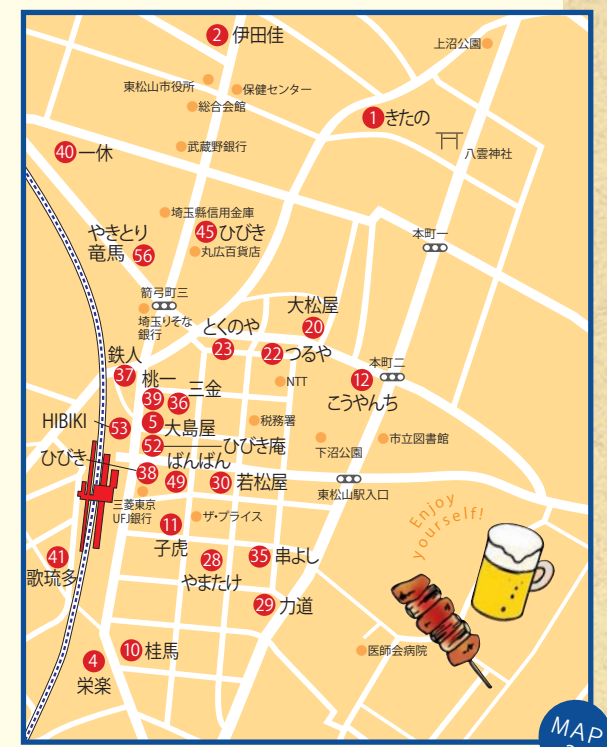 2 伊田佳
上沼公園
東松山市役所
保健センター
総合会館
1 きたの
八雲神社
武蔵野銀行
40 一休
埼玉縣信用金庫
45 ひびき
丸広百貨店
やきとり
竜馬 56
本町一
箭弓町三
埼玉りそな
銀行
大松屋
20
とくのや
23
22 つるや
本町二
12
こうやんち
鉄人
37
桃一
39
三金
36
NTT
5 大島屋
税務署
HIBIKI 53
52 ひびき庵
下沼公園
市立図書館
ひびき
38
ばんばん
49
30 若松屋
東松山駅入口
三菱東京
UFJ銀行
ザ・プライス
11
子虎
Enjoy
yourself!
41
歌琉多
28
やまたけ
35 串よし
29 力道
10 桂馬
4
栄楽
医師会病院
MAP